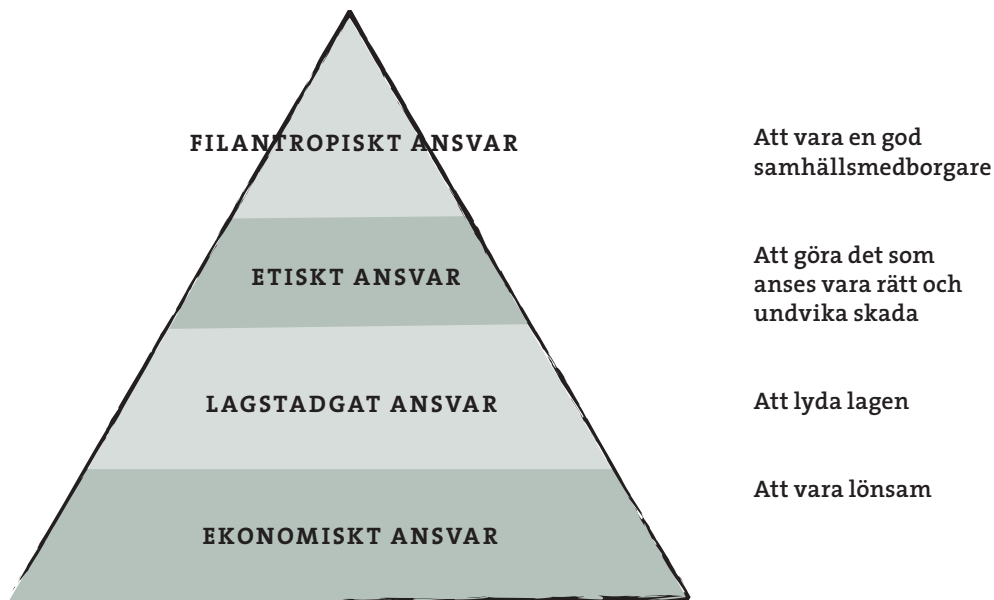 FILANTROPISKT ANSVAR
Att vara en god
samhällsmedborgare
ETISKT ANSVAR
Att göra det som
anses vara rätt och
undvika skada
LAGSTADGAT ANSVAR
Att lyda lagen
EKONOMISKT ANSVAR
Att vara lönsam